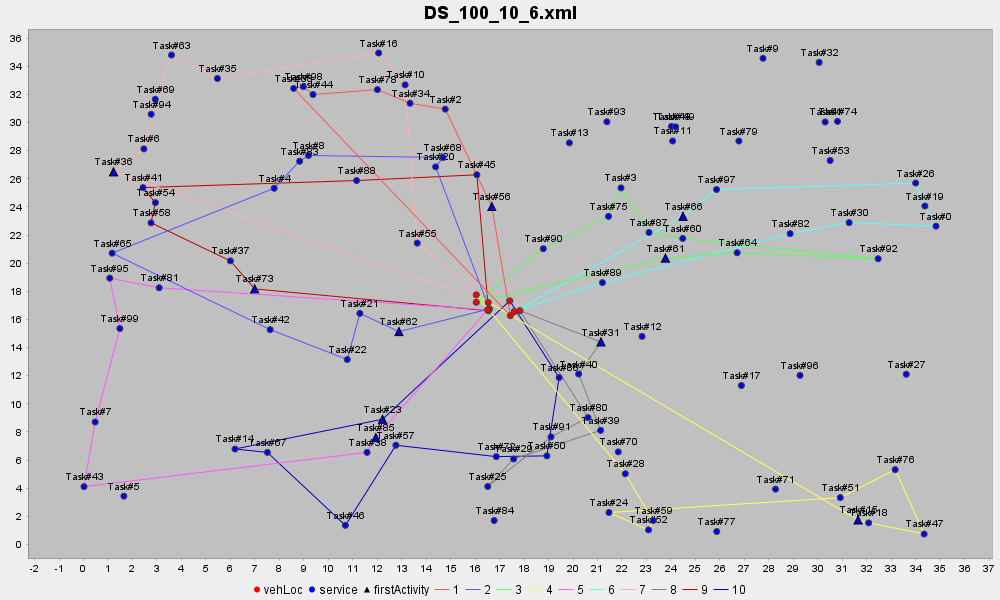 DS_100_10_6.xml
36
34
32
30
28
26
24
22
20
18
16
14
12
10
8
6
4
2
0
Task#63
Task#16
Task#9
Task#32
Task#35
Task#98
Task#44
Task#78
Task#10
Task#69
Task#34
Task#2
Task#94
Task#93
Task#74
Task#6
Task#8
Task#68
Task#13
Task#11
Task#79
Task#53
Task#36
Task#83
Task#20
Task#41
Task#4
Task#88
Task#45
Task#3
Task#97
Task#26
Task#54
Task#56
Task#66
Task#19
Task#58
Task#75
Task#87
Task#60
Task#30
Task#0
Task#65
Task#55
Task#90
Task#82
Task#37
Task#61
Task#64
Task#92
Task#95
Task#81
Task#73
Task#89
Task#99
Task#42
Task#21
Task#62
Task#31
Task#12
Task#22
Task#40
Task#17
Task#96
Task#27
Task#7
Task#23
Task#80
Task#85
Task#39
Task#14
Task#67
Task#38
Task#57
Task#91
Task#72
Task#29
Task#50
Task#70
Task#43
Task#5
Task#25
Task#28
Task#71
Task#76
Task#51
Task#46
Task#84
Task#24
Task#59
Task#52
Task#77
Task#15
Task#18
Task#47
-2 -1 0 1 2 3 4 5 6 7 8 9 10 11 12 13 14 15 16 17 18 19 20 21 22 23 24 25 26 27 28 29 30 31 32 33 34 35 36 37
vehLoc service firstActivity 1 2 3 4 5 6 7 8 9 10